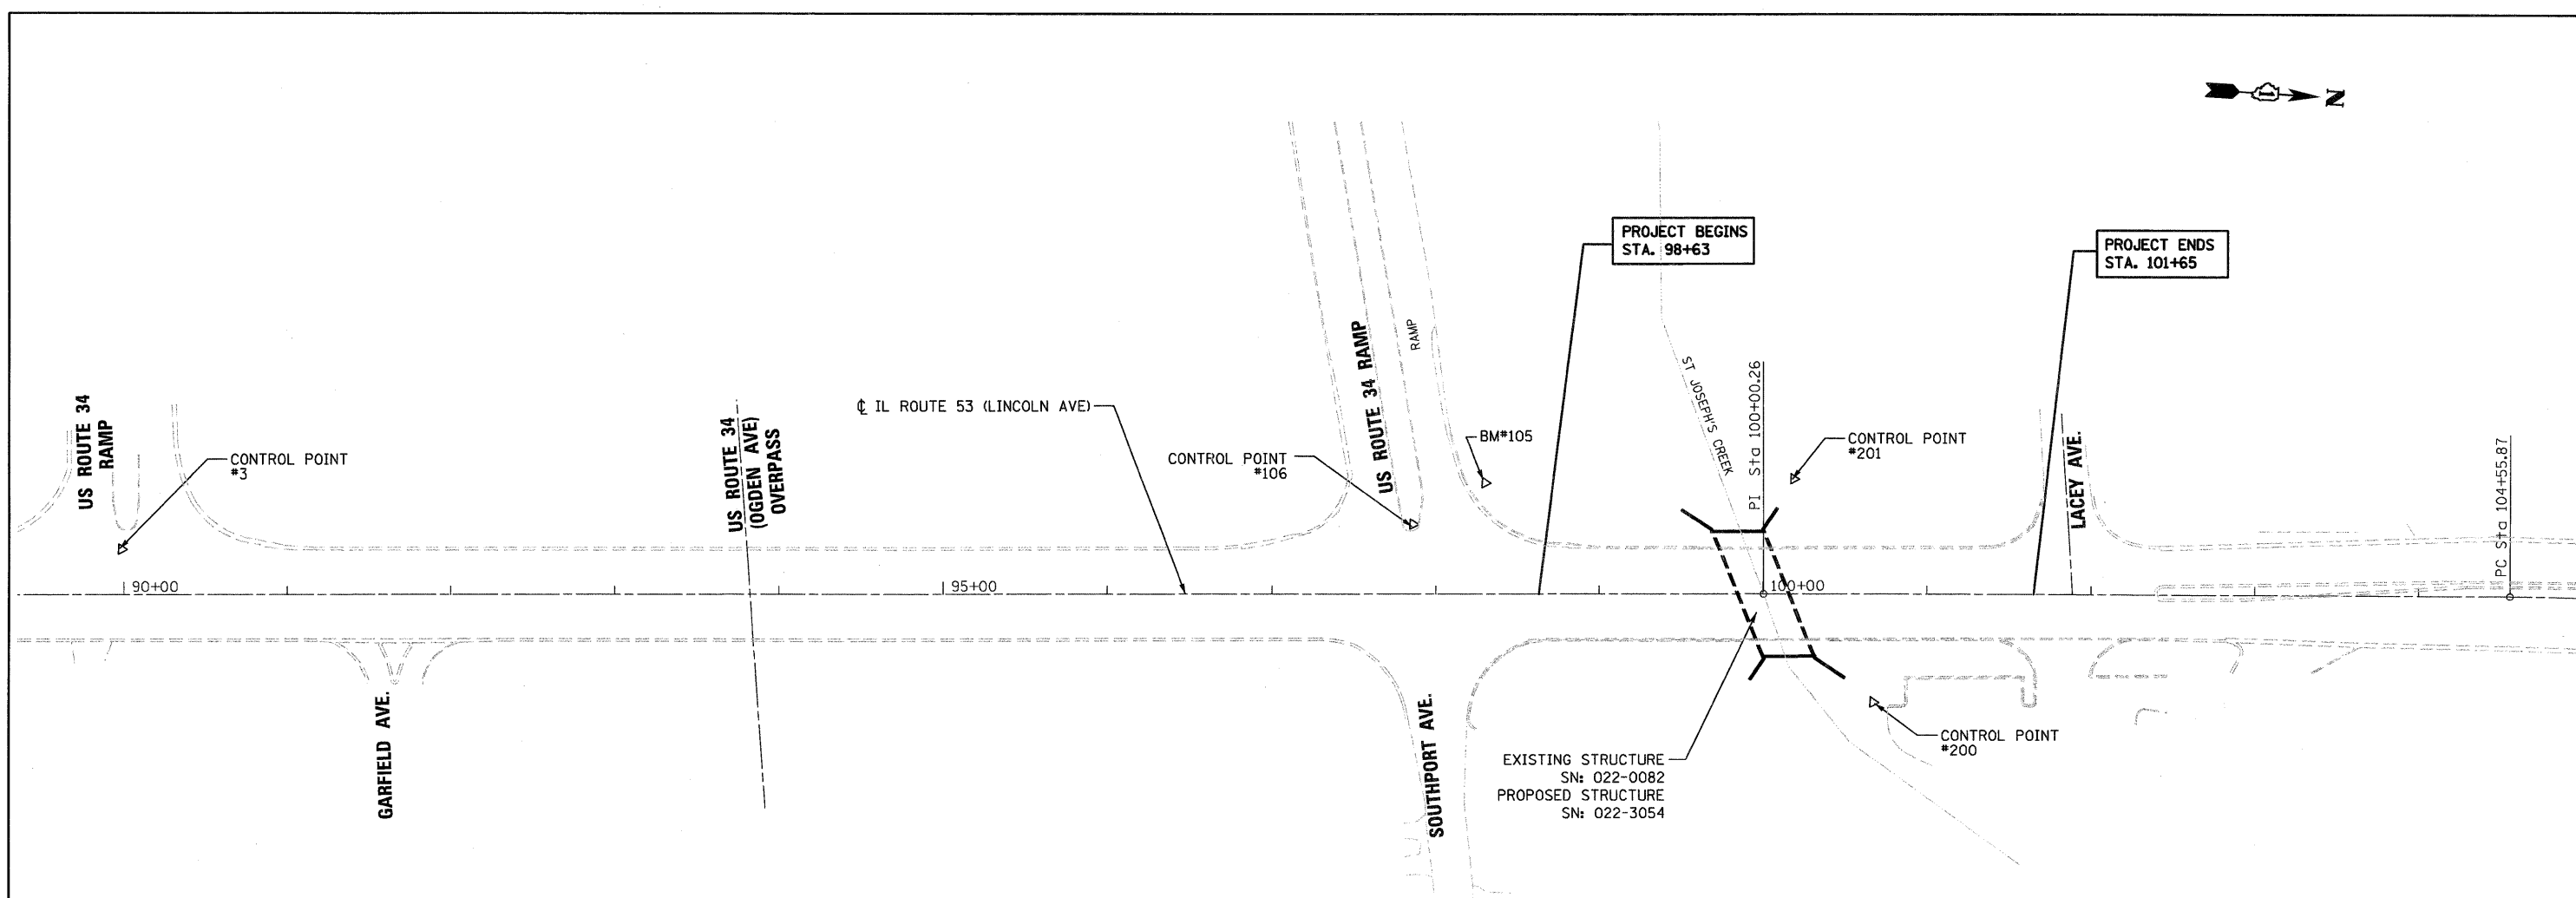 N
PROJECT BEGINS
STA. 98+63
PROJECT ENDS
STA. 101+65
US ROUTE 34
RAMP
CONTROL POINT
#3
US ROUTE 34
(OGDEN AVE)
OVERPASS
℄ IL ROUTE 53 (LINCOLN AVE)
CONTROL POINT
#106
US ROUTE 34 RAMP
RAMP
BM#105
ST JOSEPH'S CREEK
PI Sta 100+00.26
CONTROL POINT
#201
LACEY AVE.
PC Sta 104+55.87
90+00
95+00
100+00
GARFIELD AVE.
SOUTHPORT AVE.
EXISTING STRUCTURE
SN: 022-0082
PROPOSED STRUCTURE
SN: 022-3054
CONTROL POINT
#200